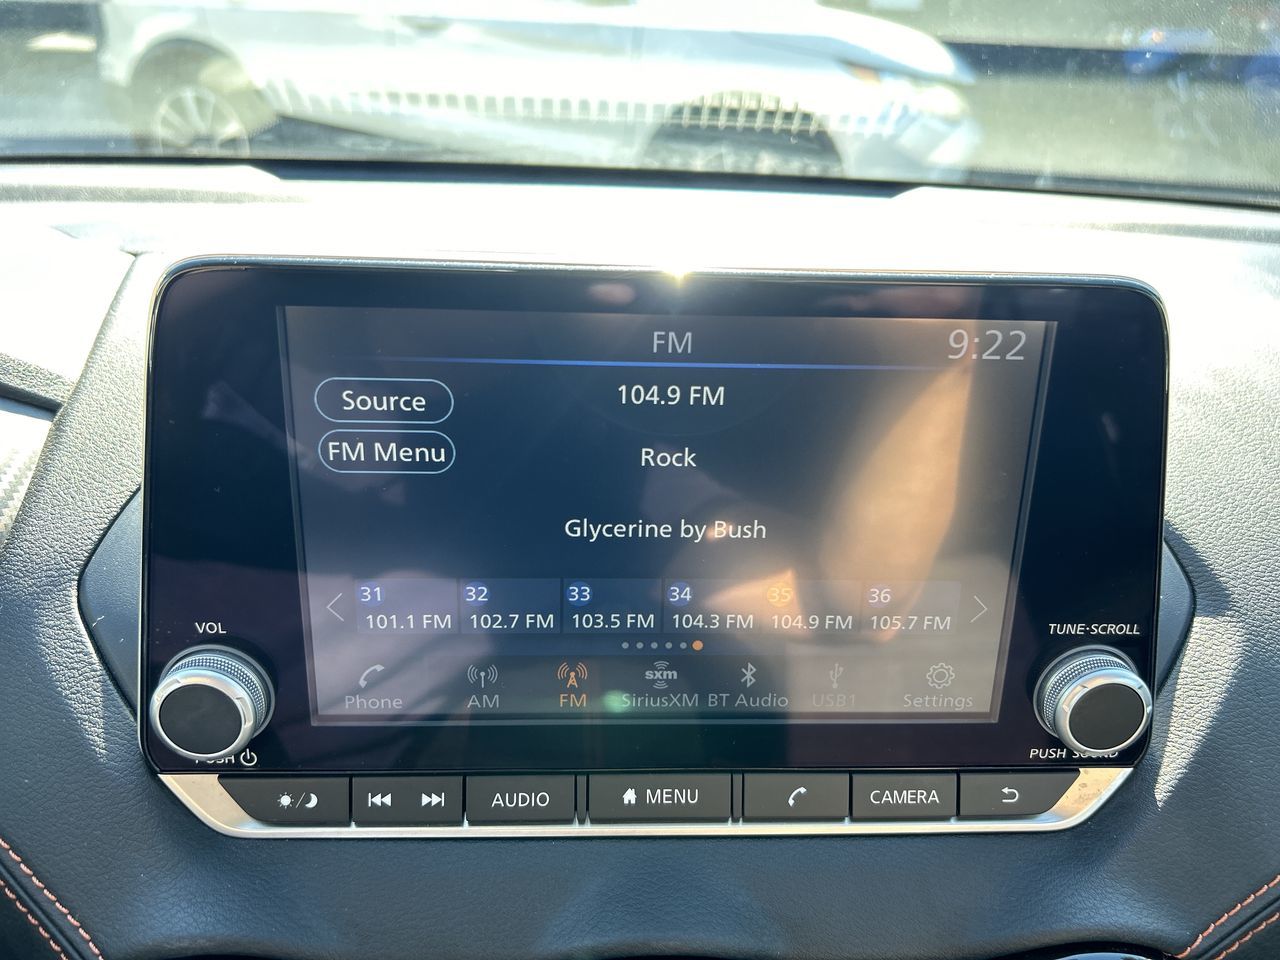 FM
9:22
Source
104.9 FM
FM Menu
Rock
Glycerine by Bush
31 32 33 34 35 36
101.1 FM 102.7 FM 103.5 FM 104.3 FM 104.9 FM 105.7 FM
VOL
TUNE·SCROLL
sxm
Phone AM FM SiriusXM BT Audio USB1 Settings
PUSH
PUSH SOUND
AUDIO MENU CAMERA